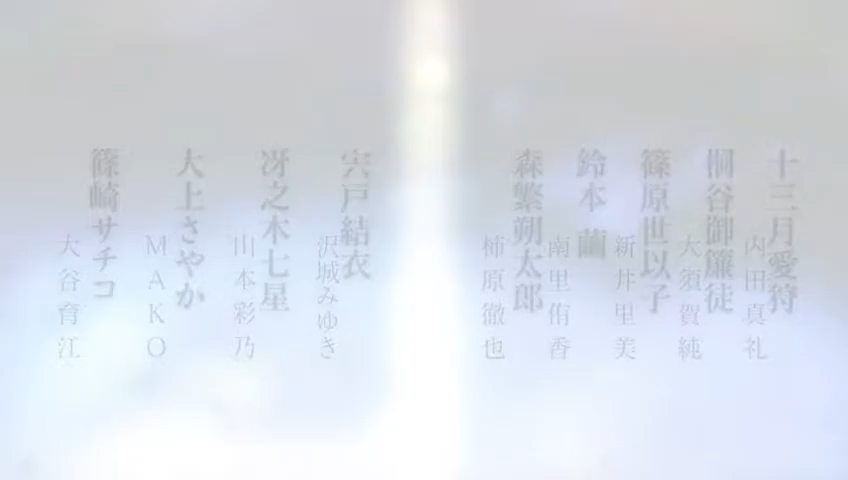 十三月愛狩
内田真礼
桐谷御簾徒
大須賀純
篠原世以子
新井里美
鈴本 繭
南里侑香
森繁朔太郎
柿原徹也
宍戸結衣
沢城みゆき
冴之木七星
山本彩乃
大上さやか
MAKO
篠崎サチコ
大谷育江